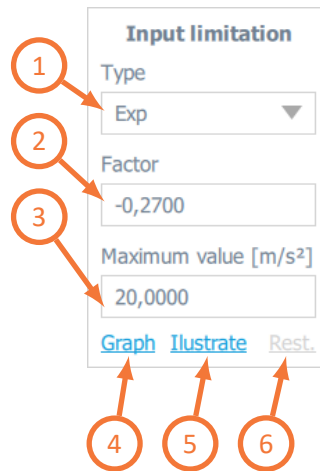 Input limitation
1
Type
Exp
2
Factor
-0,2700
3
Maximum value [m/s²]
20,0000
Graph Ilustrate Rest.
4 5 6